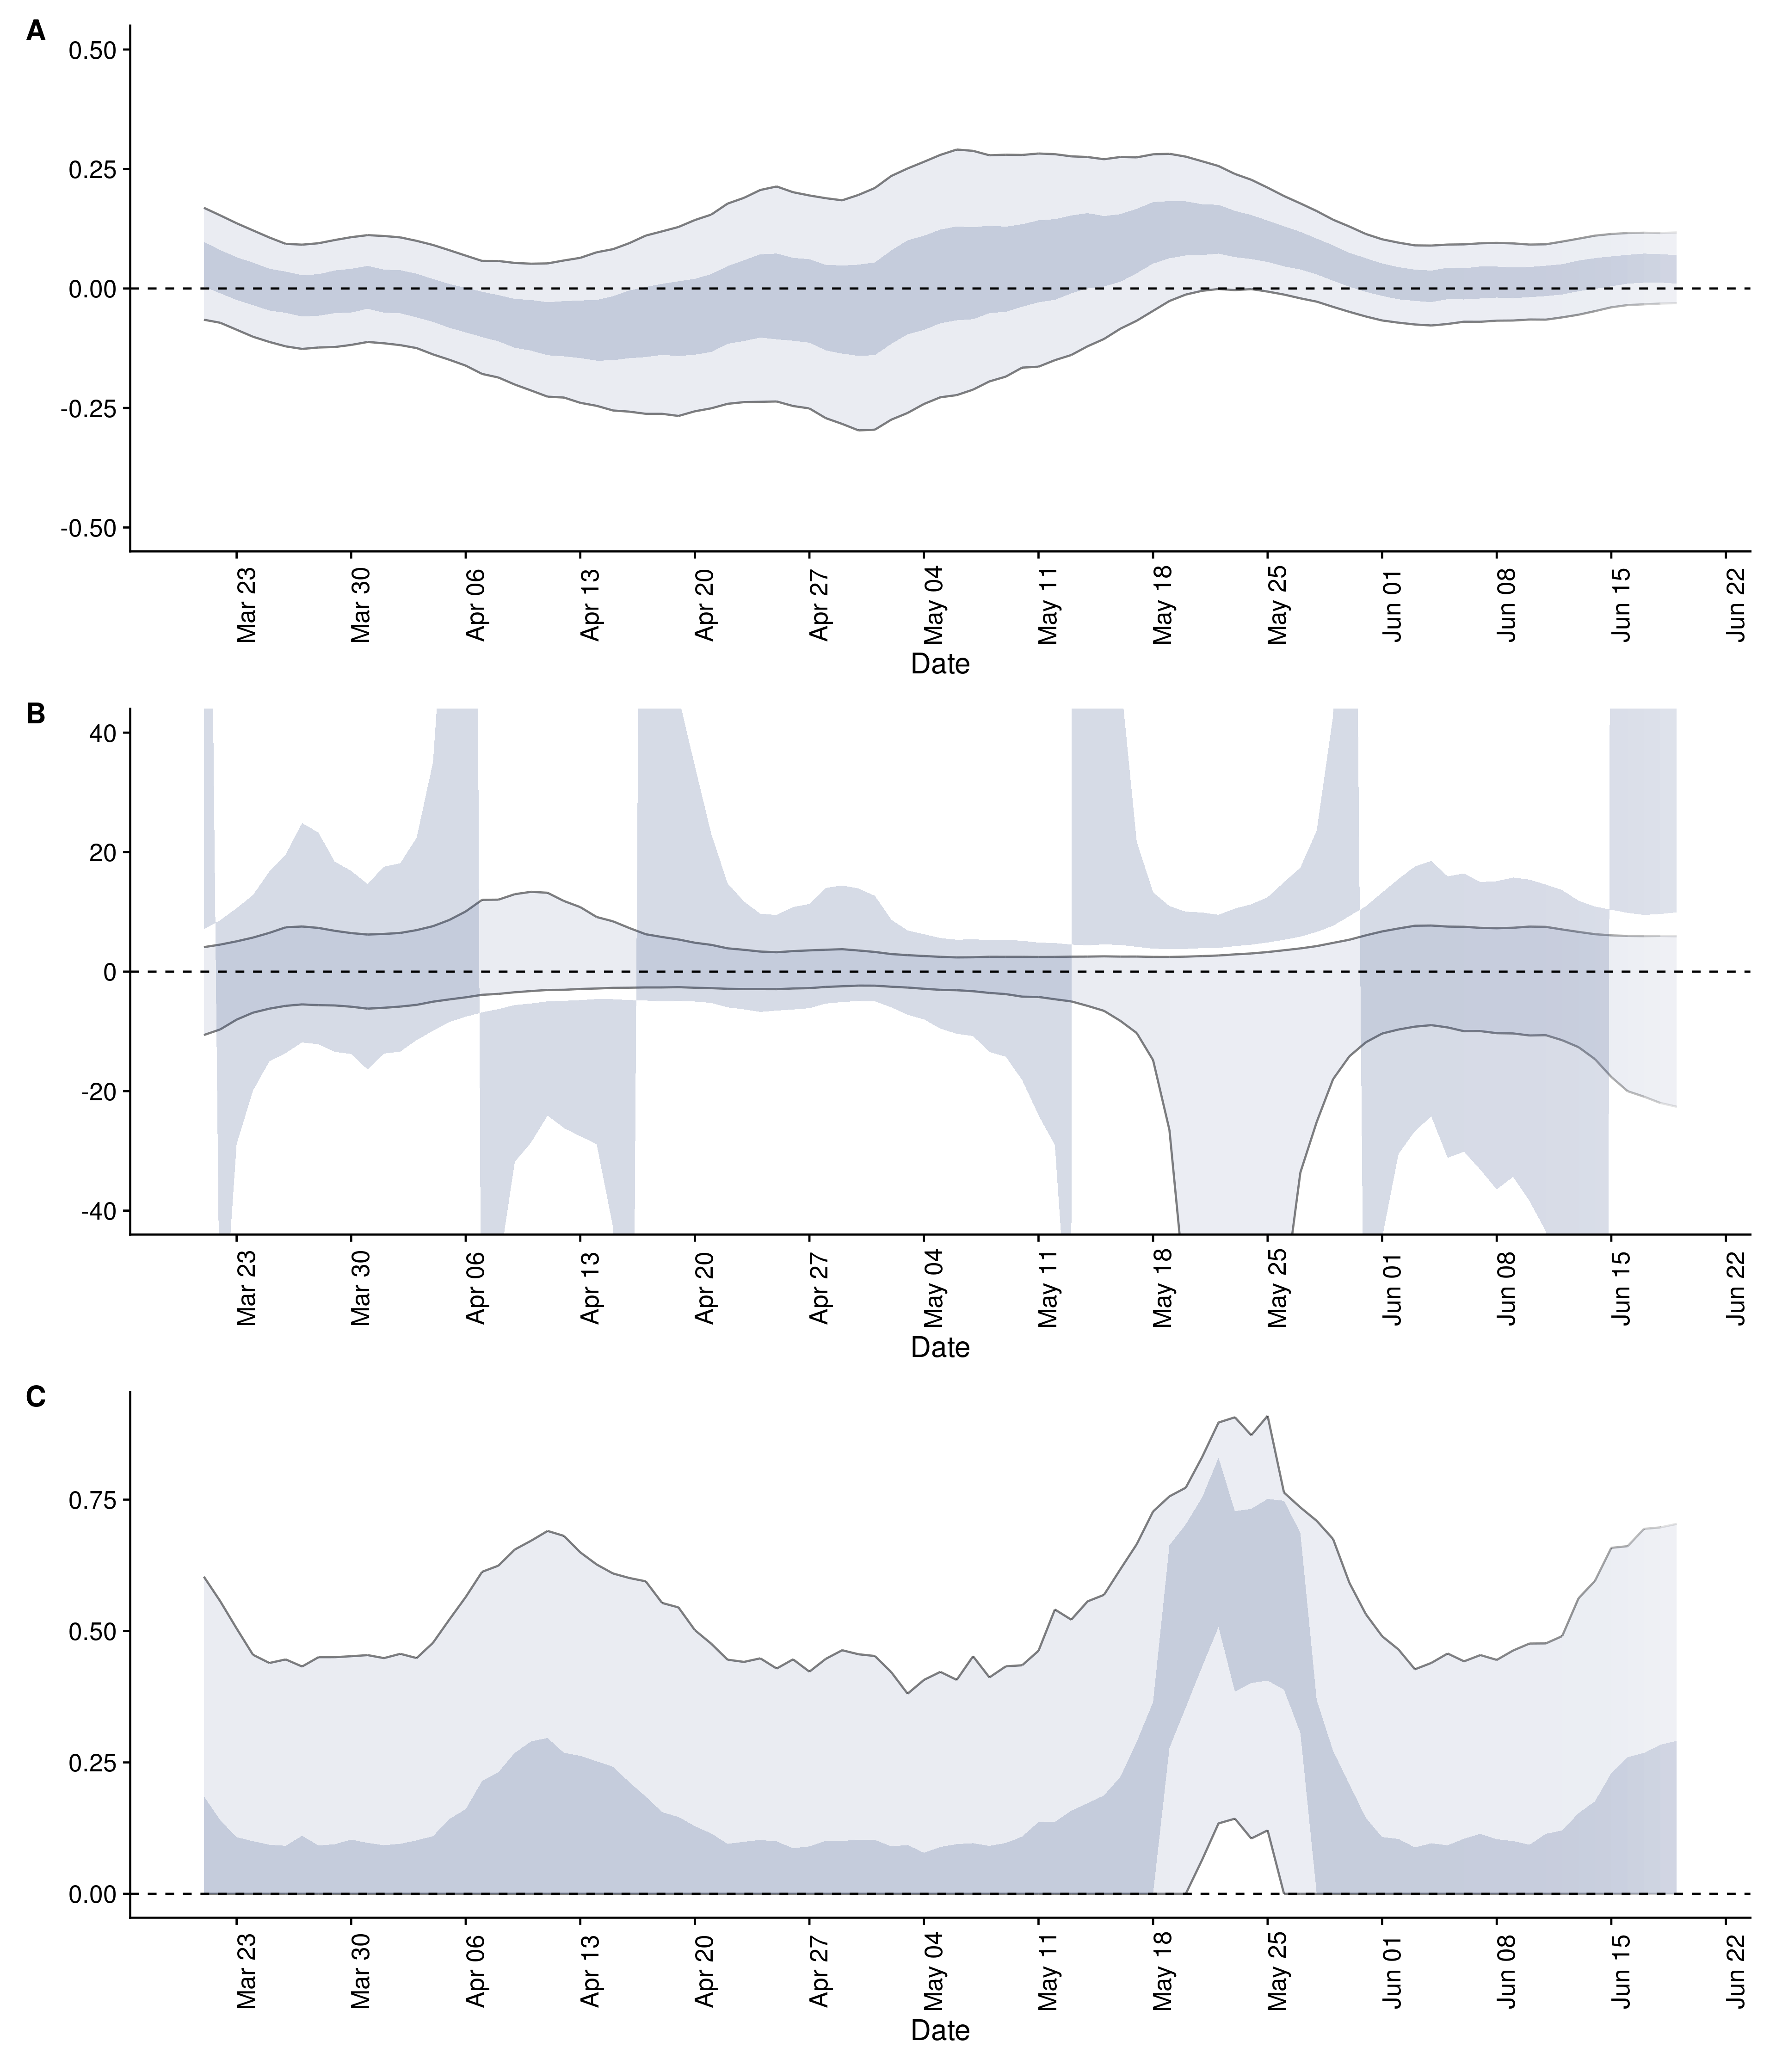 A
0.50
0.25
0.00
-0.25
-0.50
Mar 23
Mar 30
Apr 06
Apr 13
Apr 20
Apr 27
May 04
May 11
May 18
May 25
Jun 01
Jun 08
Jun 15
Jun 22
Date
B
40
20
0
-20
-40
Mar 23
Mar 30
Apr 06
Apr 13
Apr 20
Apr 27
May 04
May 11
May 18
May 25
Jun 01
Jun 08
Jun 15
Jun 22
Date
C
0.75
0.50
0.25
0.00
Mar 23
Mar 30
Apr 06
Apr 13
Apr 20
Apr 27
May 04
May 11
May 18
May 25
Jun 01
Jun 08
Jun 15
Jun 22
Date